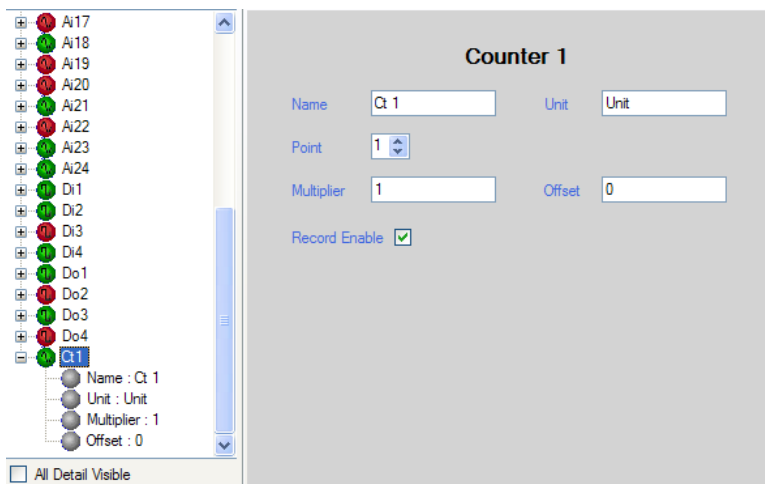 Ai17
Ai18
Ai19
Ai20
Ai21
Ai22
Ai23
Ai24
Di1
Di2
Di3
Di4
Do1
Do2
Do3
Do4
Ct1
Name : Ct 1
Unit : Unit
Multiplier : 1
Offset : 0
All Detail Visible
Counter 1
Name Ct 1 Unit Unit
Point 1
Multiplier 1 Offset 0
Record Enable